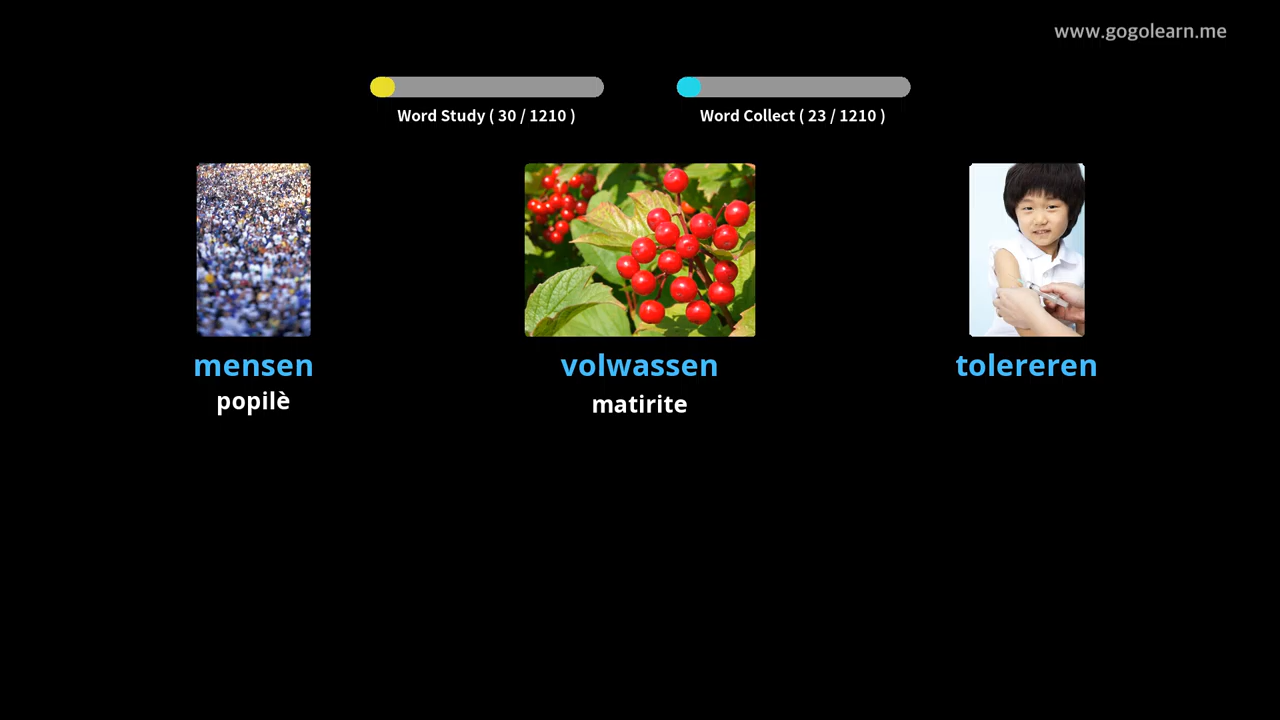 www.gogolearn.me
Word Study ( 30 / 1210 )
Word Collect ( 23 / 1210 )
mensen
popilè
volwassen
matirite
tolereren